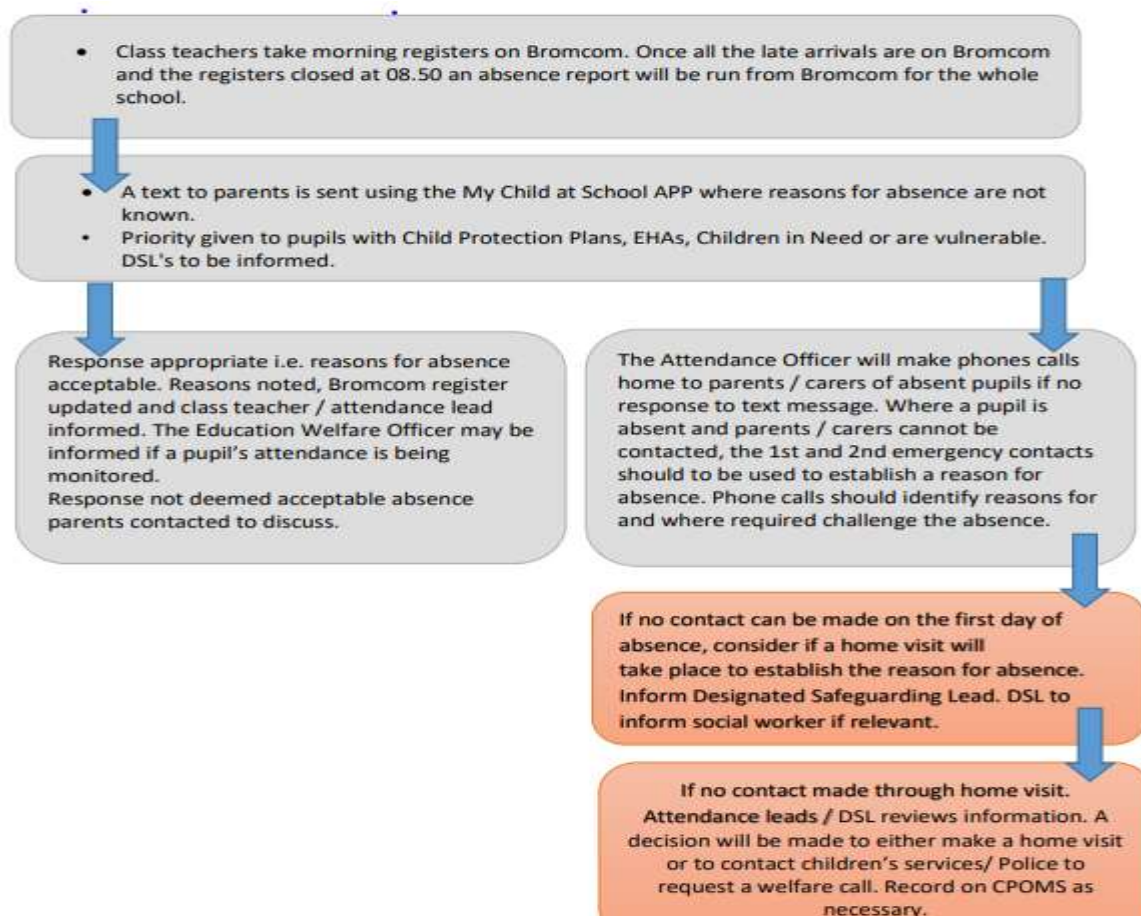 • Class teachers take morning registers on Bromcom. Once all the late arrivals are on Bromcom
and the registers closed at 08.50 an absence report will be run from Bromcom for the whole
school.
• A text to parents is sent using the My Child at School APP where reasons for absence are not
known.
• Priority given to pupils with Child Protection Plans, EHAs, Children in Need or are vulnerable.
DSL's to be informed.
Response appropriate i.e. reasons for absence
acceptable. Reasons noted, Bromcom register
updated and class teacher / attendance lead
informed. The Education Welfare Officer may be
informed if a pupil's attendance is being
monitored.
Response not deemed acceptable absence
parents contacted to discuss.
The Attendance Officer will make phones calls
home to parents / carers of absent pupils if no
response to text message. Where a pupil is
absent and parents / carers cannot be
contacted, the 1st and 2nd emergency contacts
should to be used to establish a reason for
absence. Phone calls should identify reasons for
and where required challenge the absence.
If no contact can be made on the first day of
absence, consider if a home visit will
take place to establish the reason for absence.
Inform Designated Safeguarding Lead. DSL to
inform social worker if relevant.
If no contact made through home visit.
Attendance leads / DSL reviews information. A
decision will be made to either make a home visit
or to contact children's services/ Police to
request a welfare call. Record on CPOMS as
necessary.